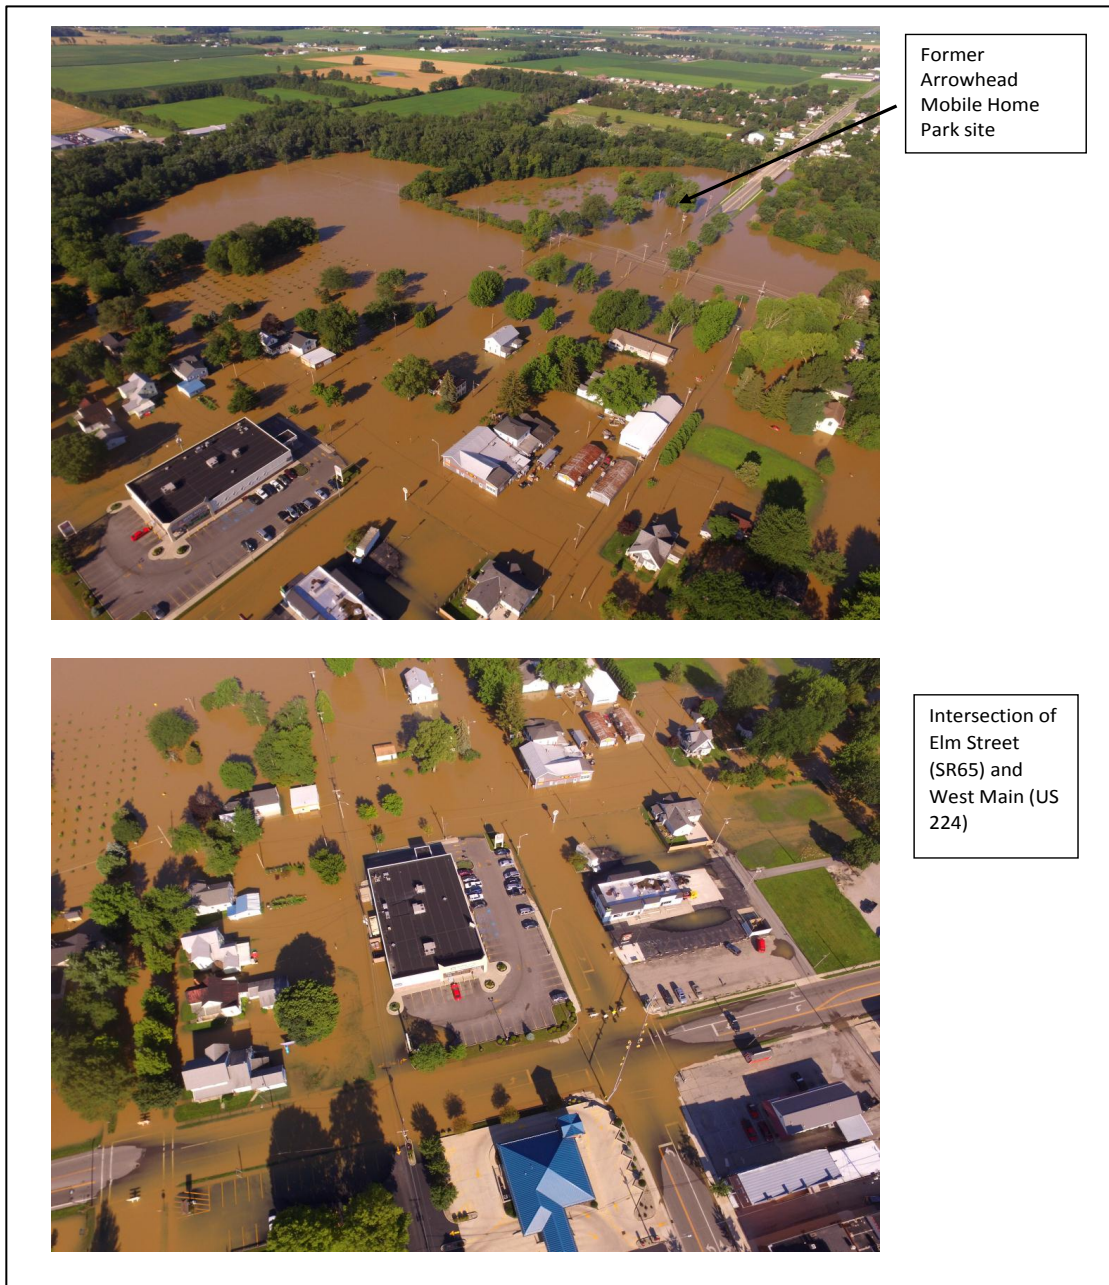 Former
Arrowhead
Mobile Home
Park site
Intersection of
Elm Street
(SR65) and
West Main (US
224)